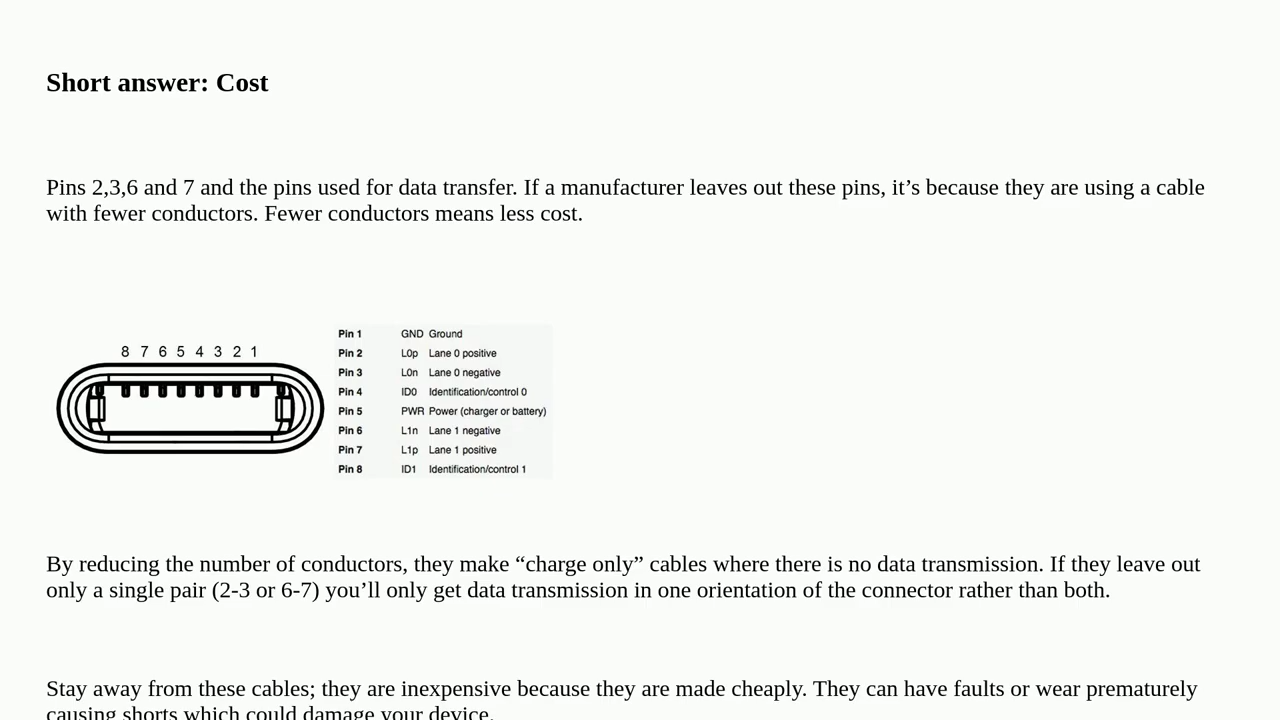 Short answer: Cost
Pins 2,3,6 and 7 and the pins used for data transfer. If a manufacturer leaves out these pins, it’s because they are using a cable
with fewer conductors. Fewer conductors means less cost.
8 7 6 5 4 3 2 1
Pin 1 GND Ground
Pin 2 L0p Lane 0 positive
Pin 3 L0n Lane 0 negative
Pin 4 ID0 Identification/control 0
Pin 5 PWR Power (charger or battery)
Pin 6 L1n Lane 1 negative
Pin 7 L1p Lane 1 positive
Pin 8 ID1 Identification/control 1
By reducing the number of conductors, they make “charge only” cables where there is no data transmission. If they leave out
only a single pair (2-3 or 6-7) you’ll only get data transmission in one orientation of the connector rather than both.
Stay away from these cables; they are inexpensive because they are made cheaply. They can have faults or wear prematurely
causing shorts which could damage your device.